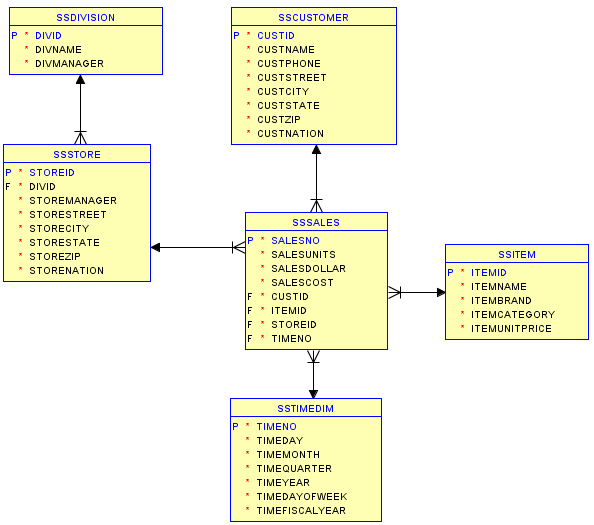 SSDIVISION
P * DIVID
* DIVNAME
* DIVMANAGER
SSCUSTOMER
P * CUSTID
* CUSTNAME
* CUSTPHONE
* CUSTSTREET
* CUSTCITY
* CUSTSTATE
* CUSTZIP
* CUSTNATION
SSSTORE
P * STOREID
F * DIVID
* STOREMANAGER
* STORESTREET
* STORECITY
* STORESTATE
* STOREZIP
* STORENATION
SSSALES
P * SALESNO
* SALESUNITS
* SALESDOLLAR
* SALESCOST
F * CUSTID
F * ITEMID
F * STOREID
F * TIMENO
SSITEM
P * ITEMID
* ITEMNAME
* ITEMBRAND
* ITEMCATEGORY
* ITEMUNITPRICE
SSTIMEDIM
P * TIMENO
* TIMEDAY
* TIMEMONTH
* TIMEQUARTER
* TIMEYEAR
* TIMEDAYOFWEEK
* TIMEFISCALYEAR